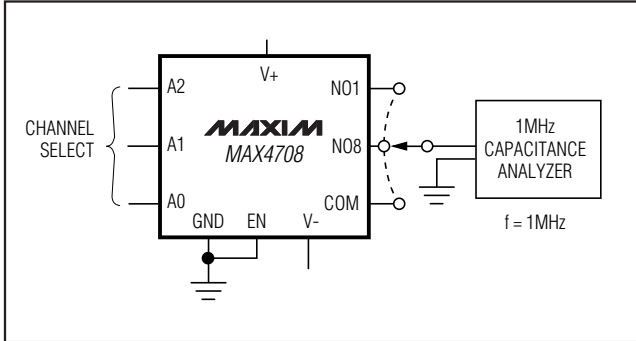 V+
A2
NO1
CHANNEL
SELECT
A1
MAXIM
MAX4708
NO8
1MHz
CAPACITANCE
ANALYZER
A0
COM
GND
EN
V-
f = 1MHz